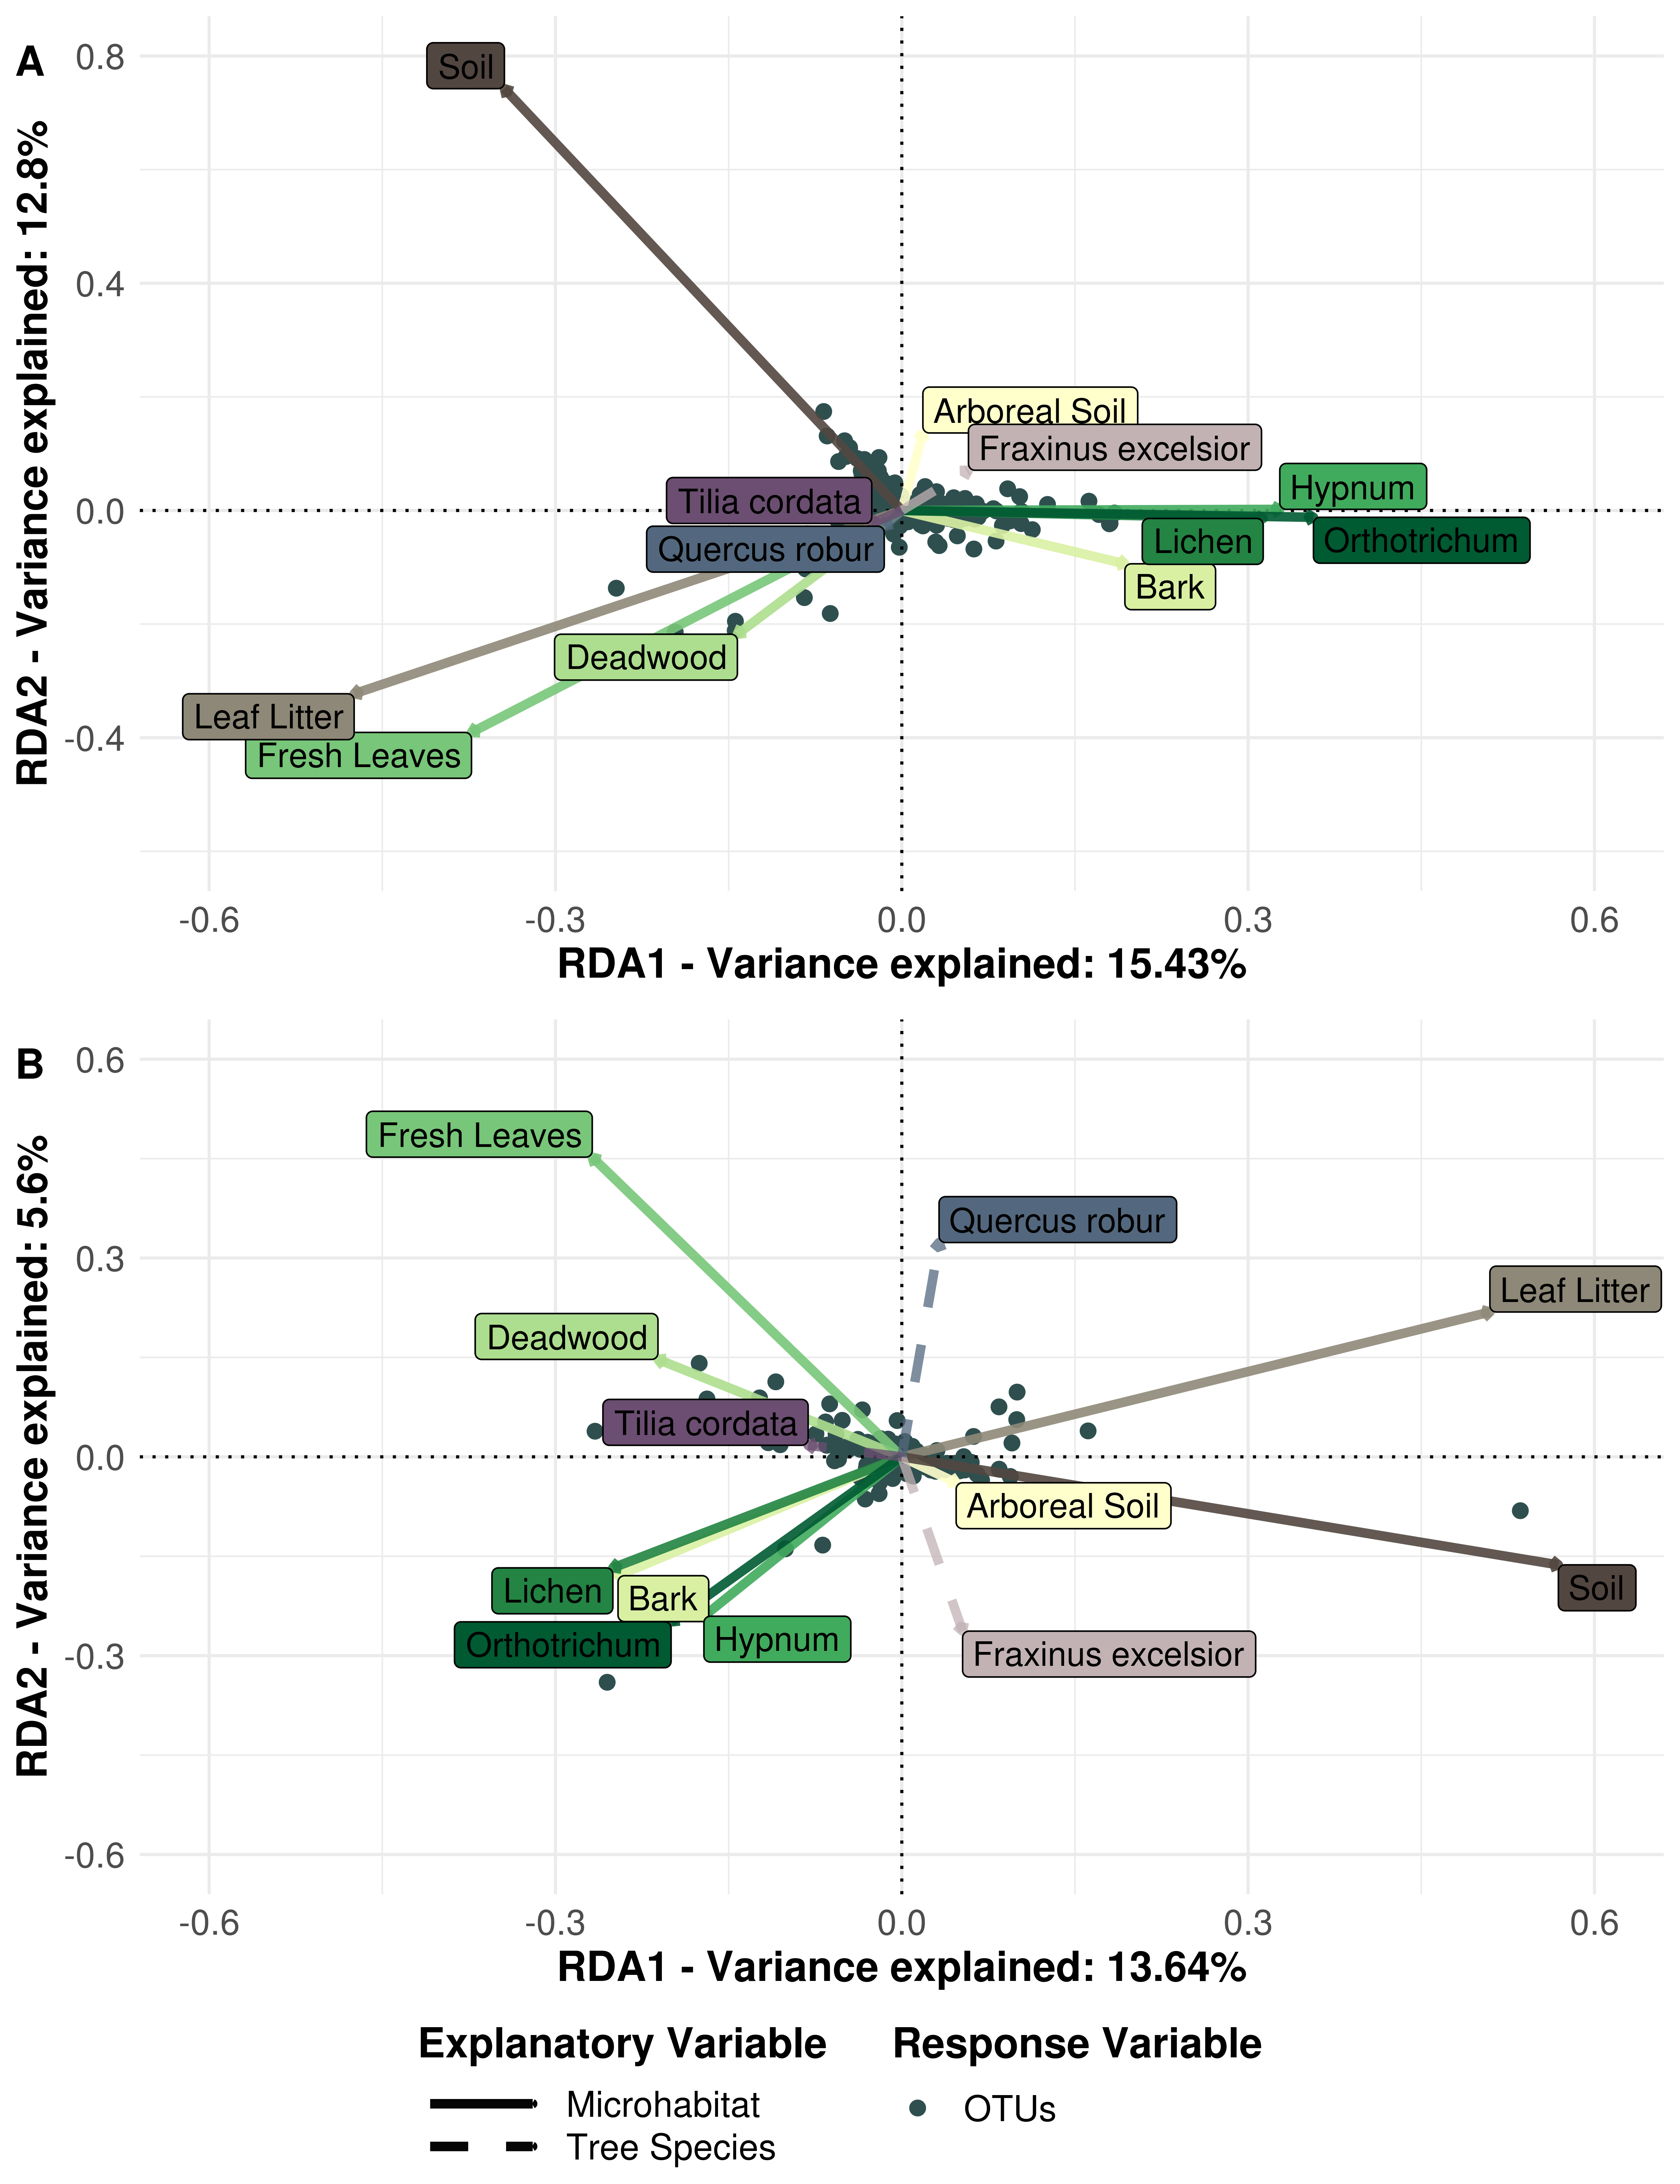 A
0.8
Soil
RDA2 - Variance explained: 12.8%
0.4
Arboreal Soil
Fraxinus excelsior
Tilia cordata
Hypnum
0.0
Quercus robur
Lichen
Orthotrichum
Bark
Deadwood
Leaf Litter
-0.4
Fresh Leaves
-0.6
-0.3
0.0
0.3
0.6
RDA1 - Variance explained: 15.43%
B
0.6
Fresh Leaves
RDA2 - Variance explained: 5.6%
Quercus robur
0.3
Leaf Litter
Deadwood
Tilia cordata
0.0
Arboreal Soil
Lichen
Bark
Soil
Orthotrichum
Hypnum
-0.3
Fraxinus excelsior
-0.6
-0.6
-0.3
0.0
0.3
0.6
RDA1 - Variance explained: 13.64%
Explanatory Variable
Microhabitat
Tree Species
Response Variable
OTUs